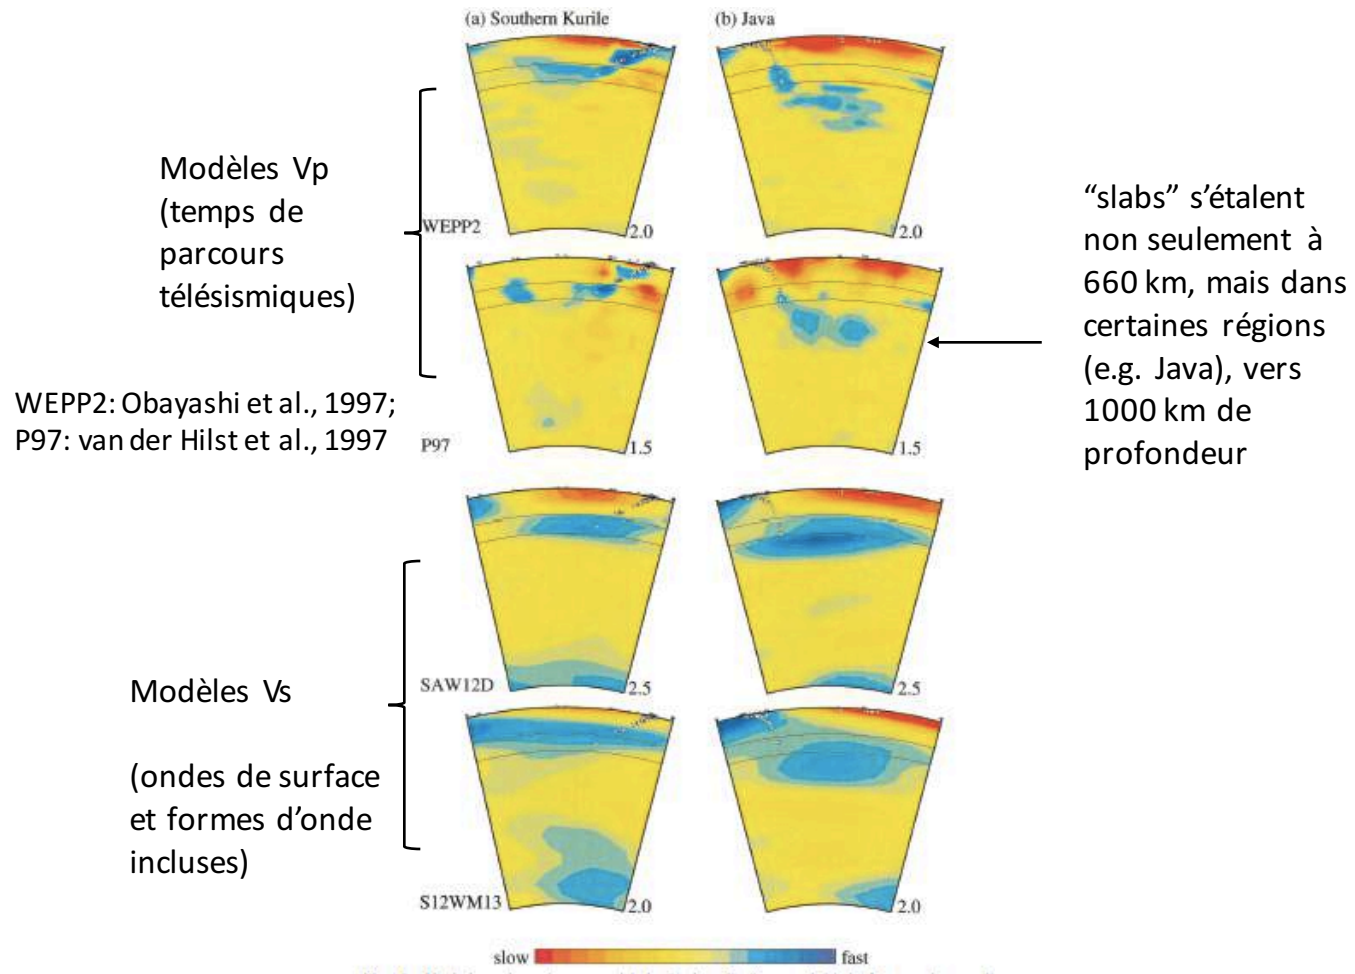 (a) Southern Kurile
(b) Java
Modèles Vp
(temps de
parcours
télésismiques)
WEPP2
2.0
2.0
"slabs" s'étalent
non seulement à
660 km, mais dans
certaines régions
(e.g. Java), vers
1000 km de
profondeur
WEPP2: Obayashi et al., 1997;
P97: van der Hilst et al., 1997
P97
1.5
1.5
Modèles Vs
(ondes de surface
et formes d'onde
incluses)
SAW12D
2.5
2.5
S12WM13
2.0
2.0
slow
fast